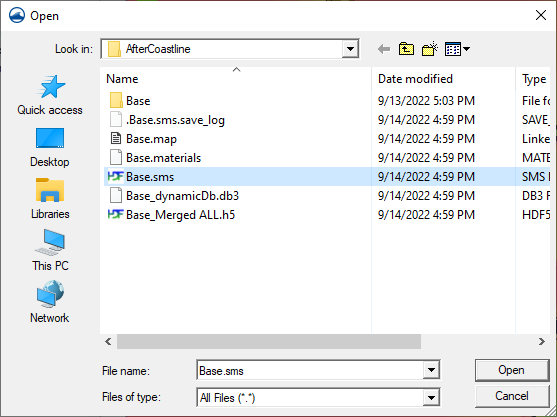 Open
Look in: AfterCoastline
Quick access
Desktop
Libraries
This PC
Network
Name Date modified Type
Base 9/13/2022 5:03 PM File fo
.Base.sms.save_log 9/14/2022 4:59 PM SAVE_
Base.map 9/14/2022 4:59 PM Linke
Base.materials 9/14/2022 4:59 PM MATE
HDF Base.sms 9/14/2022 4:59 PM SMS
Base_dynamicDb.db3 9/14/2022 4:59 PM DB3 F
HDF Base_Merged ALL.h5 9/14/2022 4:59 PM HDF5
File name: Base.sms Open
Files of type: All Files (*.*) Cancel